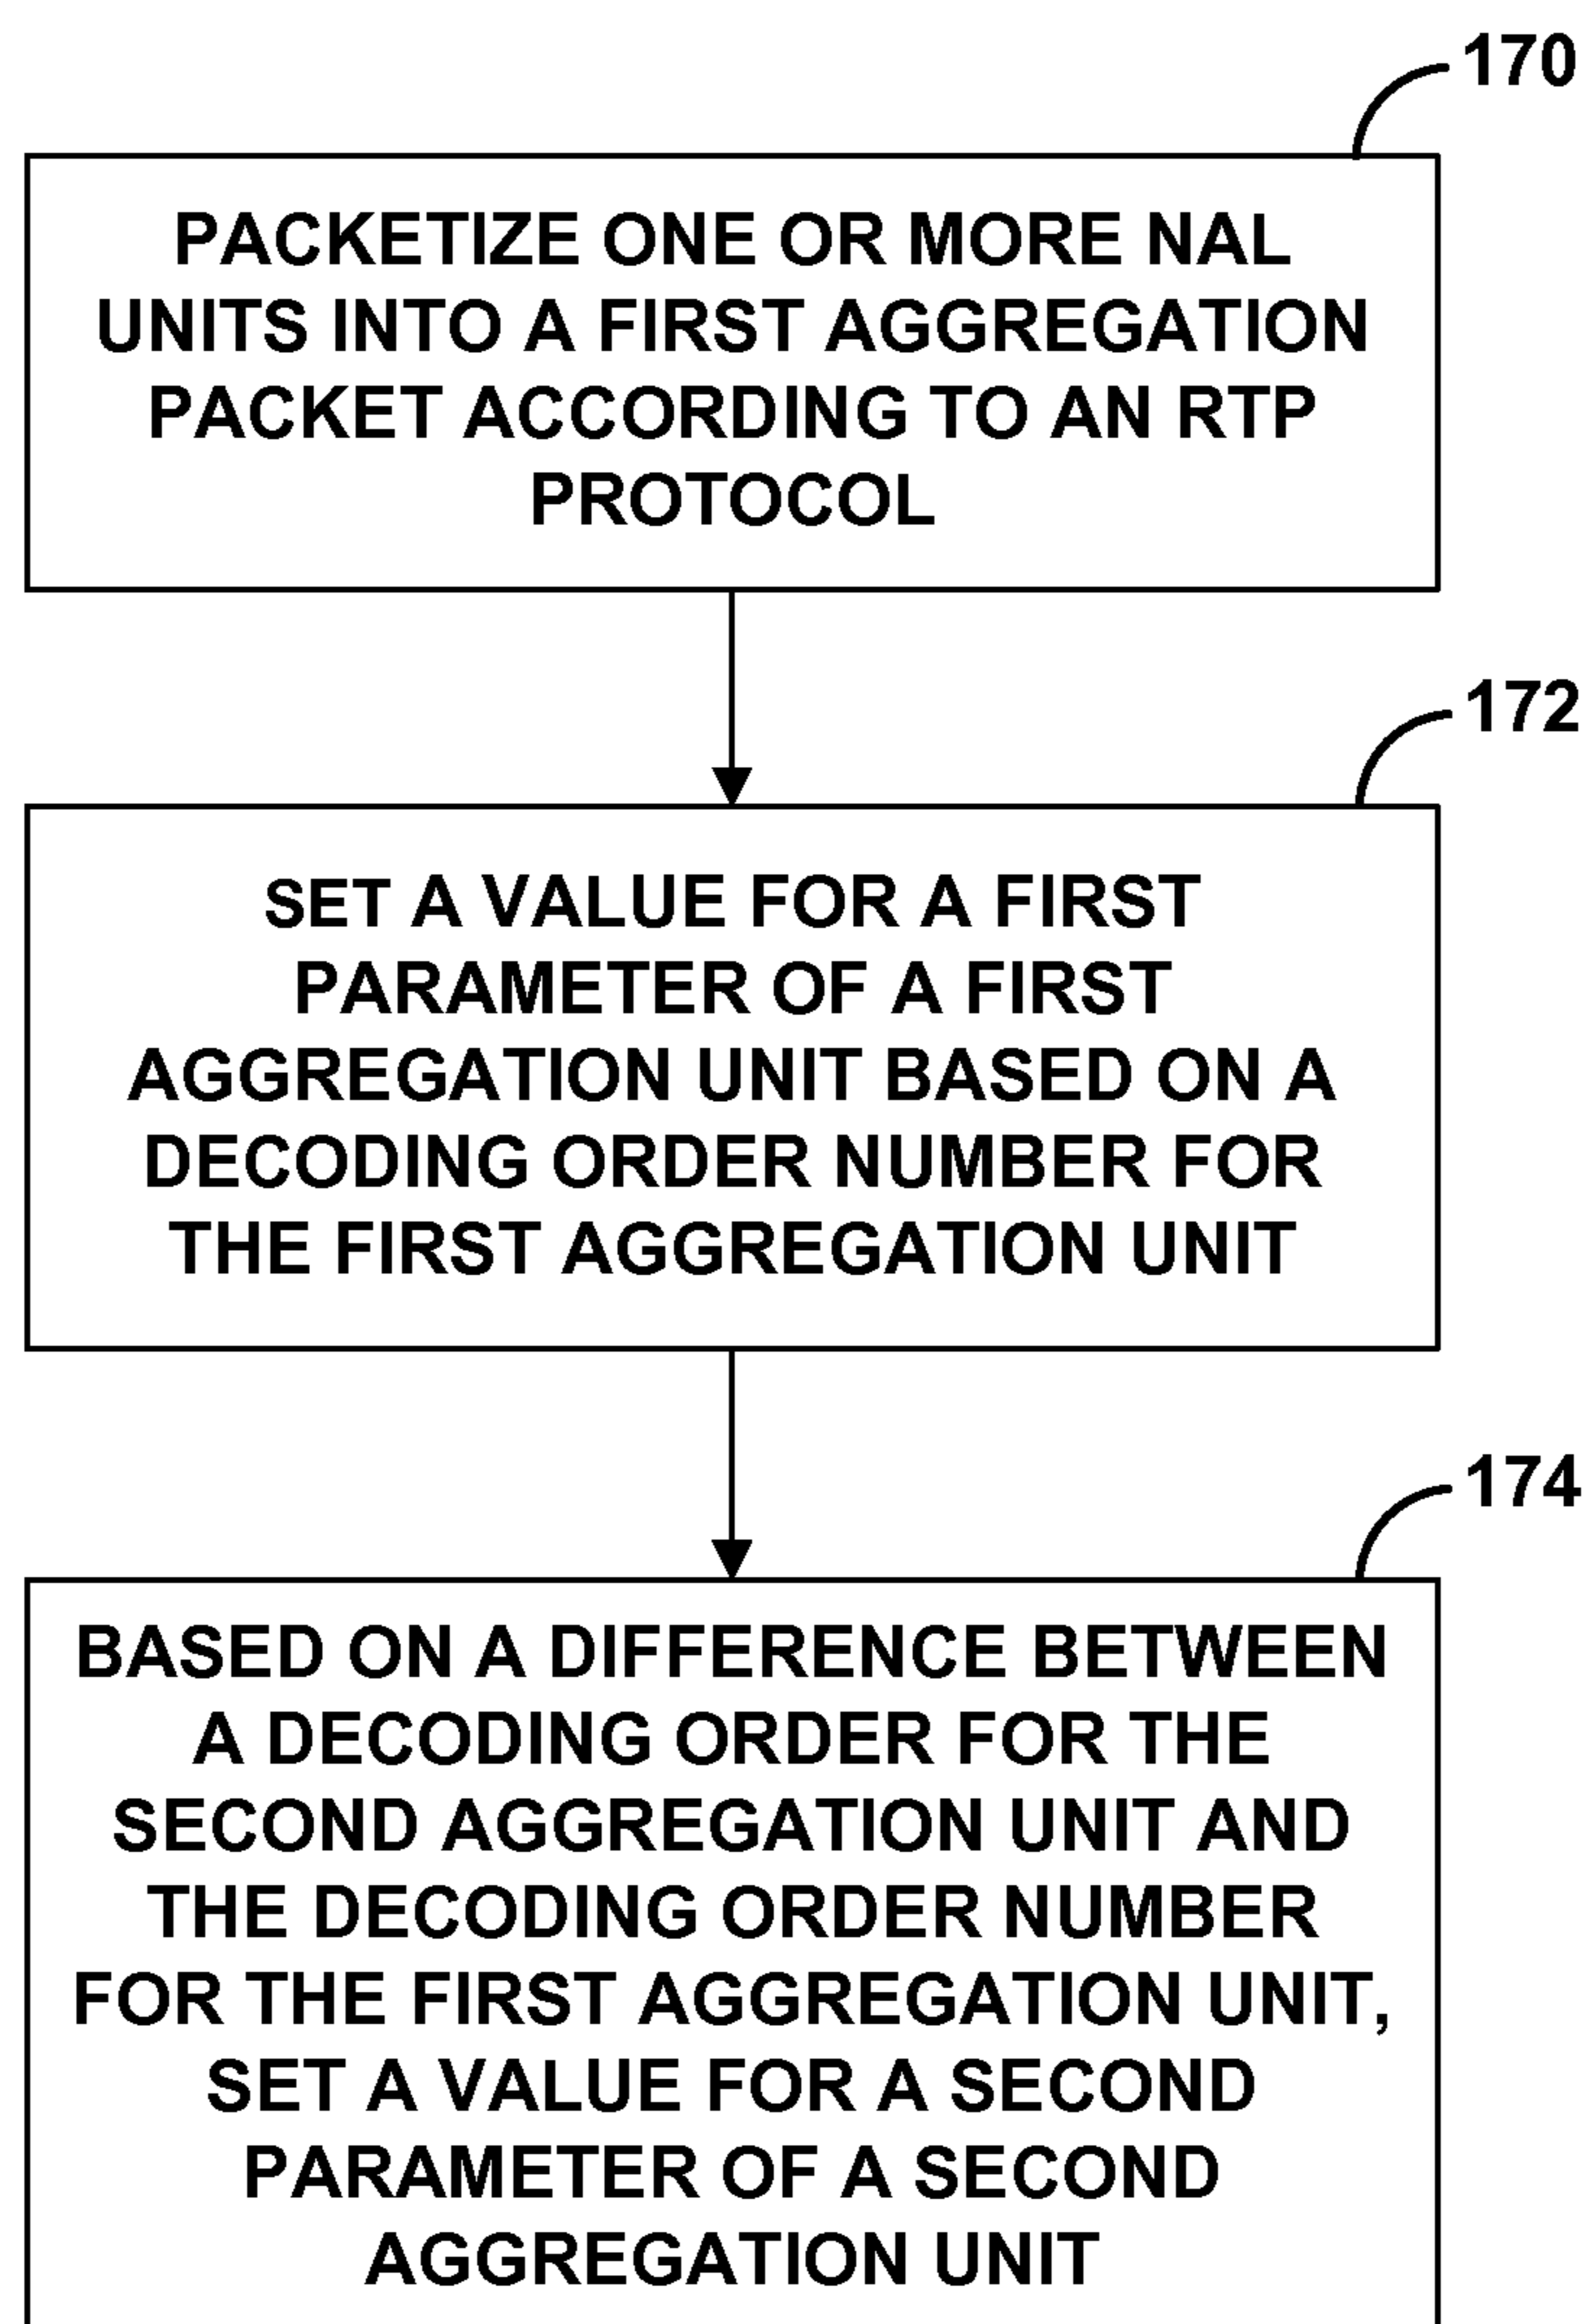 170
PACKETIZE ONE OR MORE NAL
UNITS INTO A FIRST AGGREGATION
PACKET ACCORDING TO AN RTP
PROTOCOL
172
SET A VALUE FOR A FIRST
PARAMETER OF A FIRST
AGGREGATION UNIT BASED ON A
DECODING ORDER NUMBER FOR
THE FIRST AGGREGATION UNIT
174
BASED ON A DIFFERENCE BETWEEN
A DECODING ORDER FOR THE
SECOND AGGREGATION UNIT AND
THE DECODING ORDER NUMBER
FOR THE FIRST AGGREGATION UNIT,
SET A VALUE FOR A SECOND
PARAMETER OF A SECOND
AGGREGATION UNIT